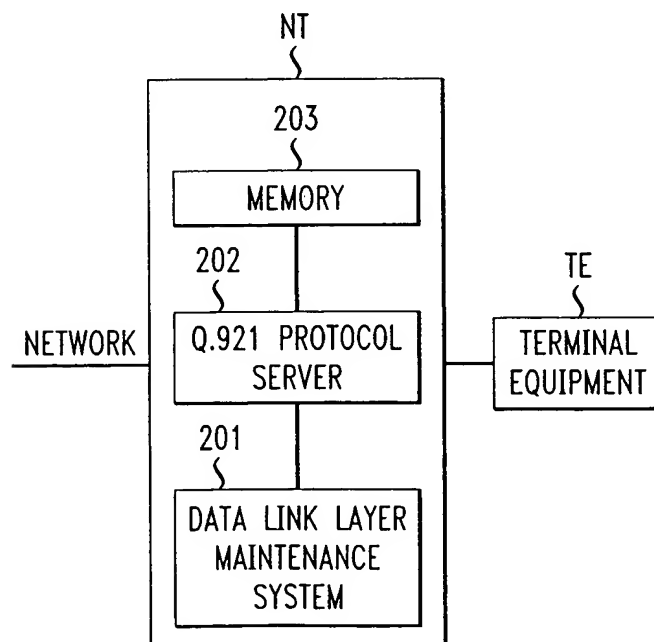 NT
203
MEMORY
202
Q.921 PROTOCOL
SERVER
NETWORK
TE
TERMINAL
EQUIPMENT
201
DATA LINK LAYER
MAINTENANCE
SYSTEM